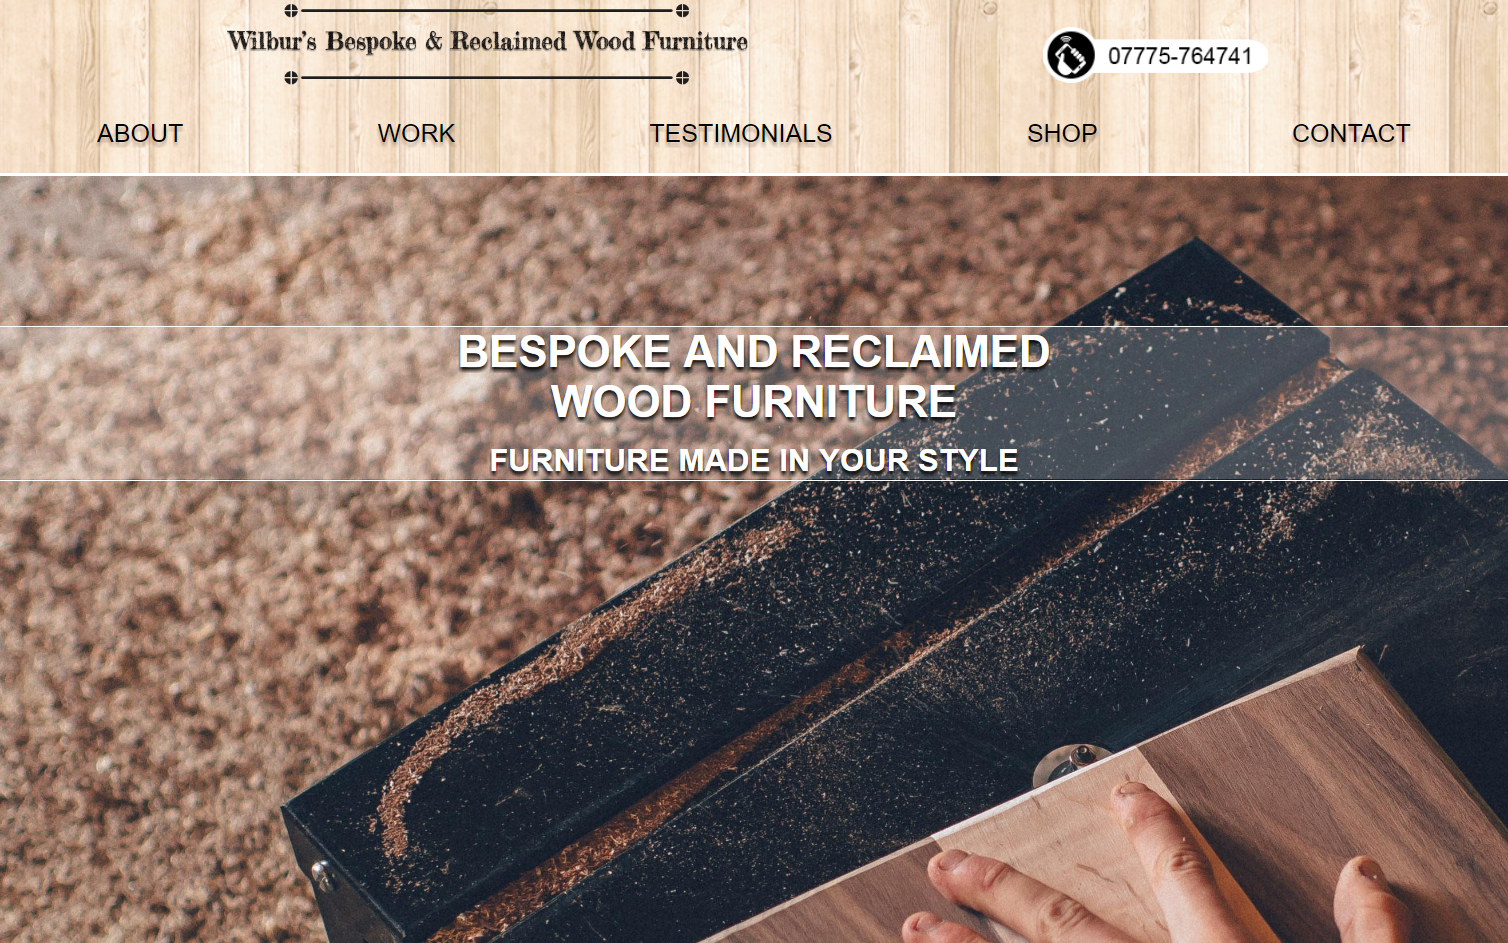 Wilbur's Bespoke & Reclaimed Wood Furniture
07775-764741
ABOUT WORK TESTIMONIALS SHOP CONTACT
BESPOKE AND RECLAIMED
WOOD FURNITURE
FURNITURE MADE IN YOUR STYLE